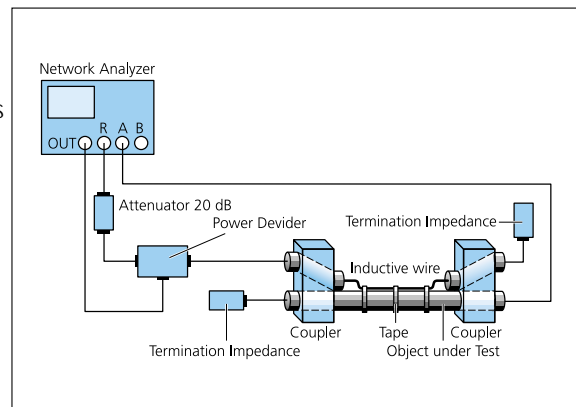 S
Network Analyzer
R A B
OUT
Attenuator 20 dB
Power Devider
Termination Impedance
Inductive wire
Coupler
Tape
Coupler
Termination Impedance
Object under Test